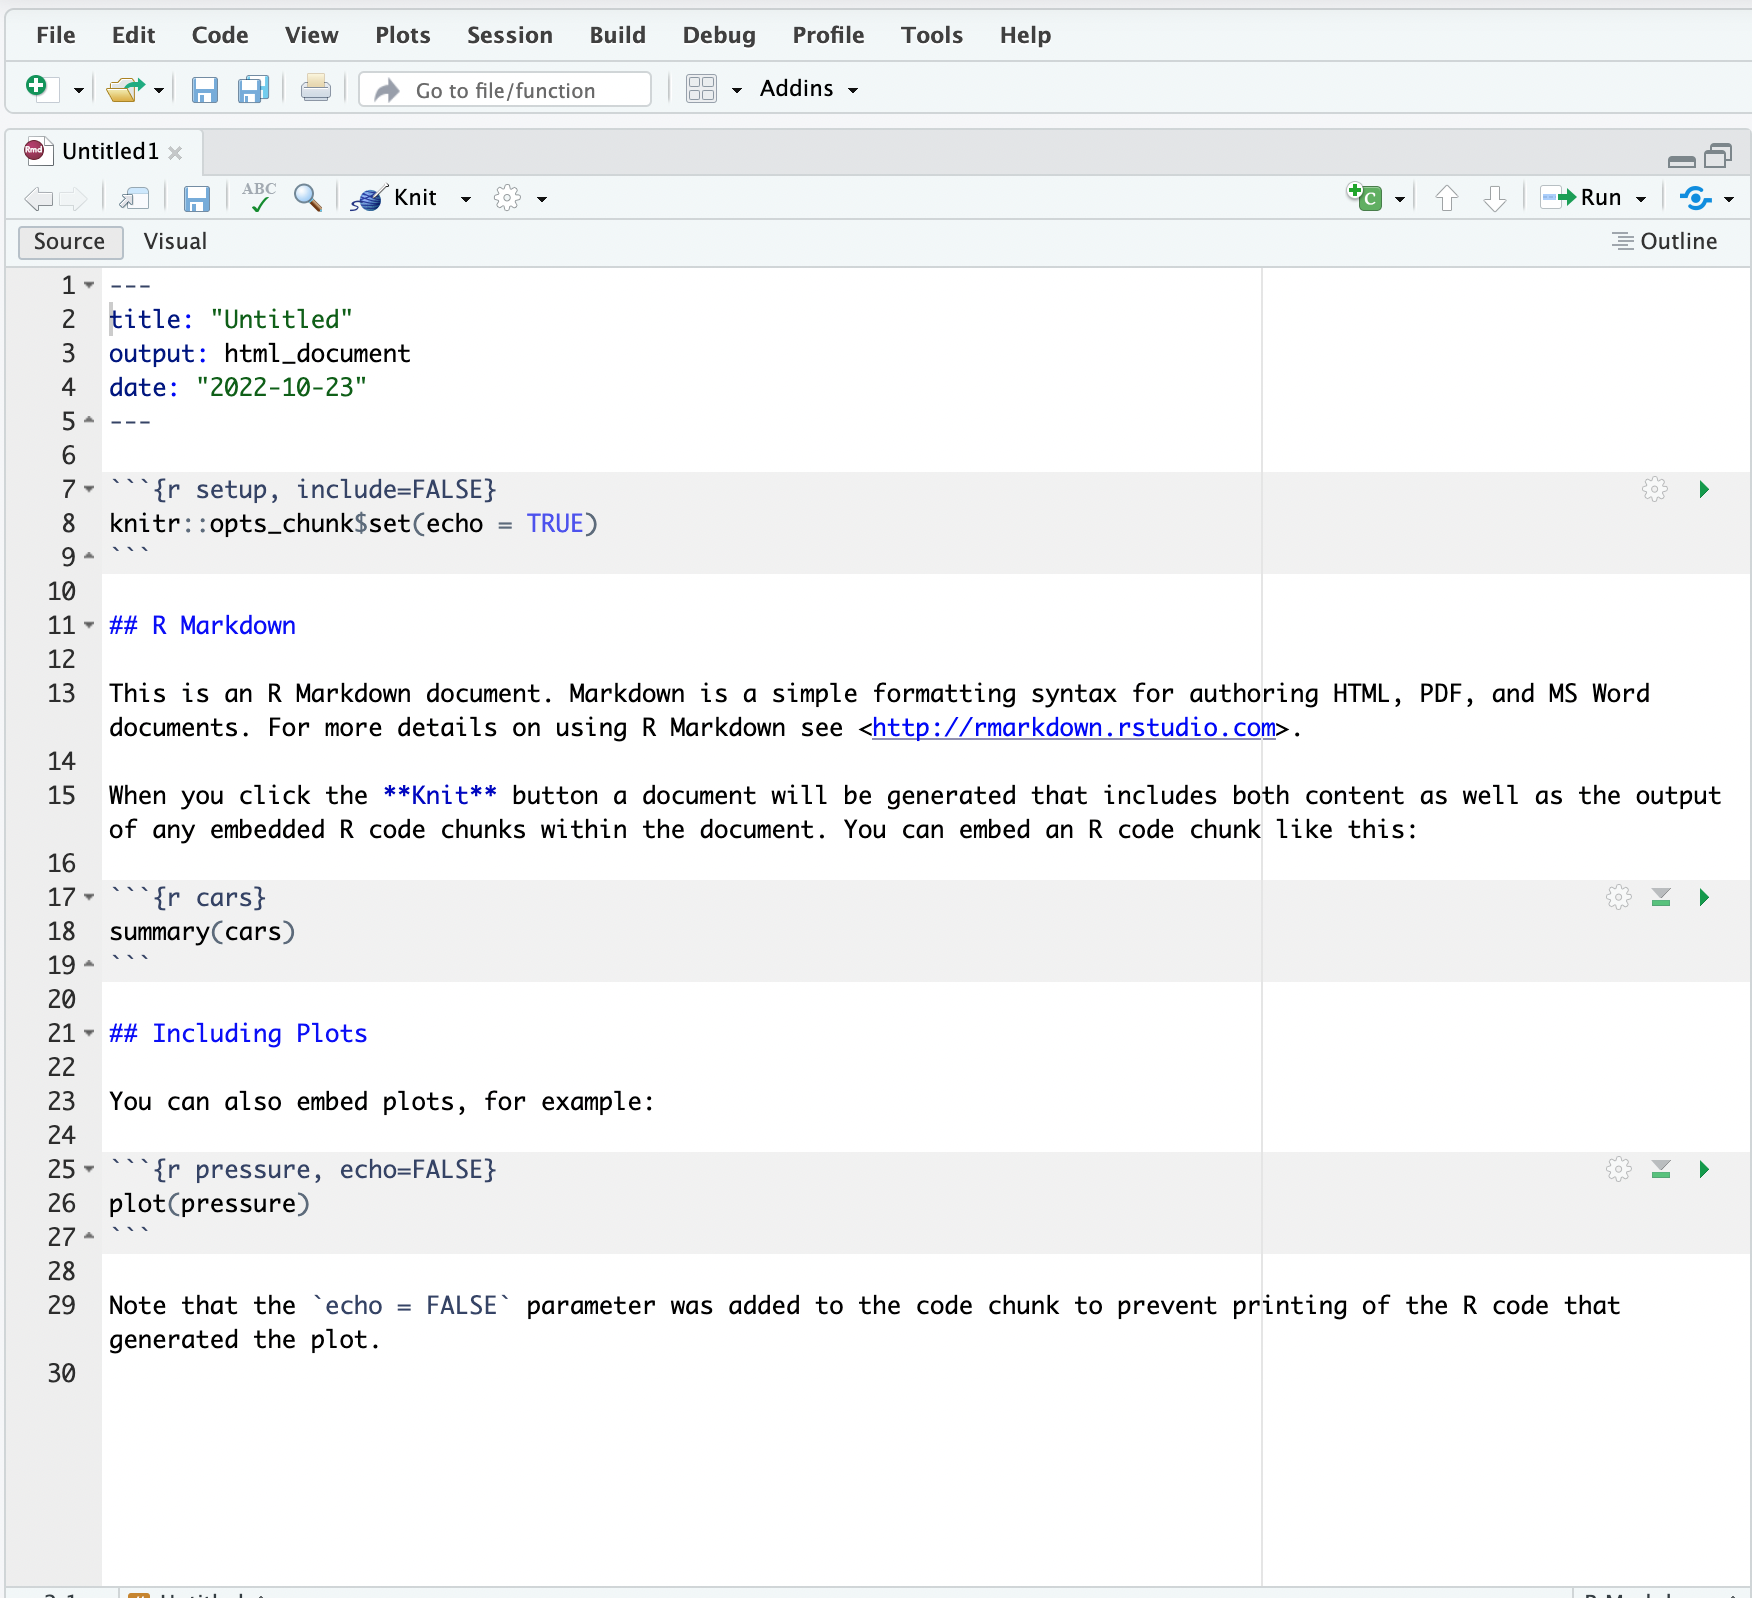 File Edit Code View Plots Session Build Debug Profile Tools Help
Go to file/function Addins
Rmd Untitled1
ABC Knit C Run
Source Visual Outline
1 ---
2 title: "Untitled"
3 output: html_document
4 date: "2022-10-23"
5 ---
6
7 ```{r setup, include=FALSE}
8 knitr::opts_chunk$set(echo = TRUE)
9 ```
10
11 ## R Markdown
12
13 This is an R Markdown document. Markdown is a simple formatting syntax for authoring HTML, PDF, and MS Word
documents. For more details on using R Markdown see <http://rmarkdown.rstudio.com>.
14
15 When you click the **Knit** button a document will be generated that includes both content as well as the output
of any embedded R code chunks within the document. You can embed an R code chunk like this:
16
17 ```{r cars}
18 summary(cars)
19 ```
20
21 ## Including Plots
22
23 You can also embed plots, for example:
24
25 ```{r pressure, echo=FALSE}
26 plot(pressure)
27 ```
28
29 Note that the `echo = FALSE` parameter was added to the code chunk to prevent printing of the R code that
generated the plot.
30